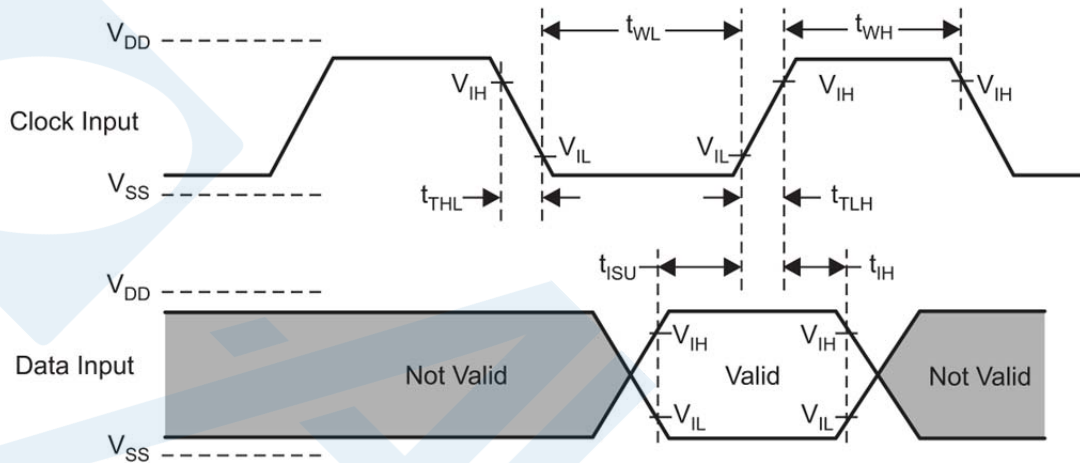 tWL
tWH
VDD
VIH
VIH
VIH
Clock Input
VIL
VIL
VSS
tTHL
tTLH
tISU
tIH
VDD
VIH
VIH
Data Input
Not Valid
Valid
Not Valid
VIL
VIL
VSS